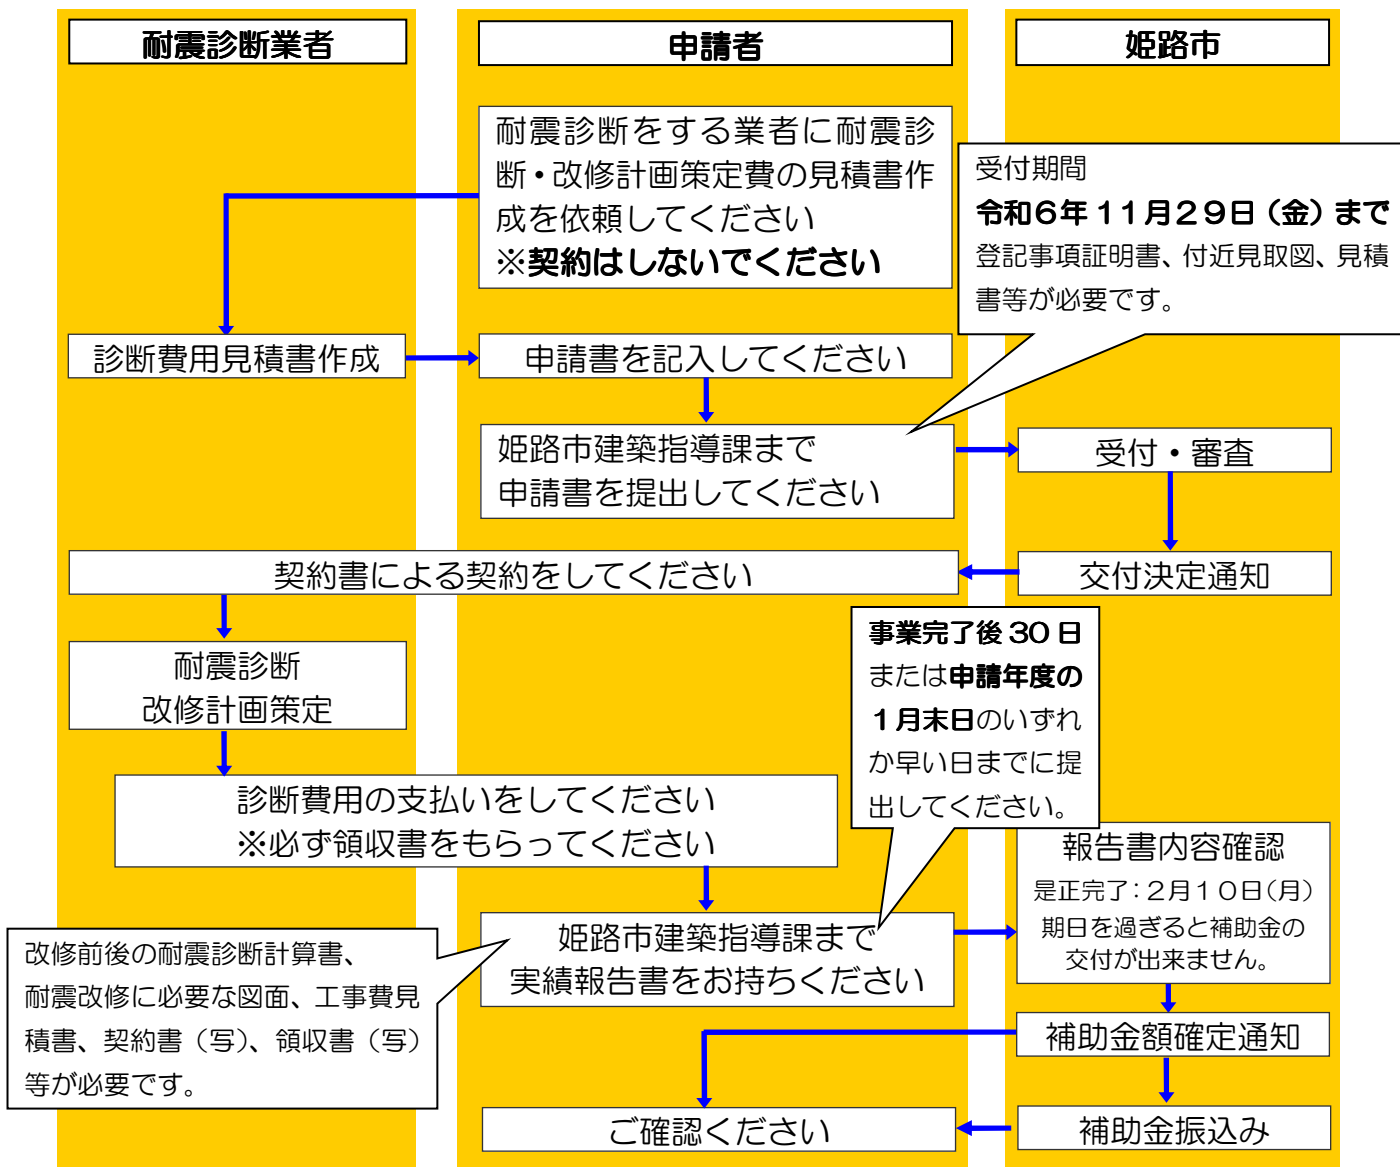 耐震診断業者
申請者
姫路市
耐震診断をする業者に耐震診
断・改修計画策定費の見積書作
成を依頼してください
※契約はしないでください
受付期間
令和６年１１月２９日（金）まで
登記事項証明書、付近見取図、見積
書等が必要です。
診断費用見積書作成
申請書を記入してください
姫路市建築指導課まで
申請書を提出してください
受付・審査
契約書による契約をしてください
交付決定通知
耐震診断
改修計画策定
事業完了後 30 日
または申請年度の
１月末日のいずれ
か早い日までに提
出してください。
診断費用の支払いをしてください
※必ず領収書をもらってください
報告書内容確認
是正完了：２月１０日（月）
期日を過ぎると補助金の
交付が出来ません。
姫路市建築指導課まで
実績報告書をお持ちください
改修前後の耐震診断計算書、
耐震改修に必要な図面、工事費見
積書、契約書（写）、領収書（写）
等が必要です。
補助金額確定通知
ご確認ください
補助金振込み